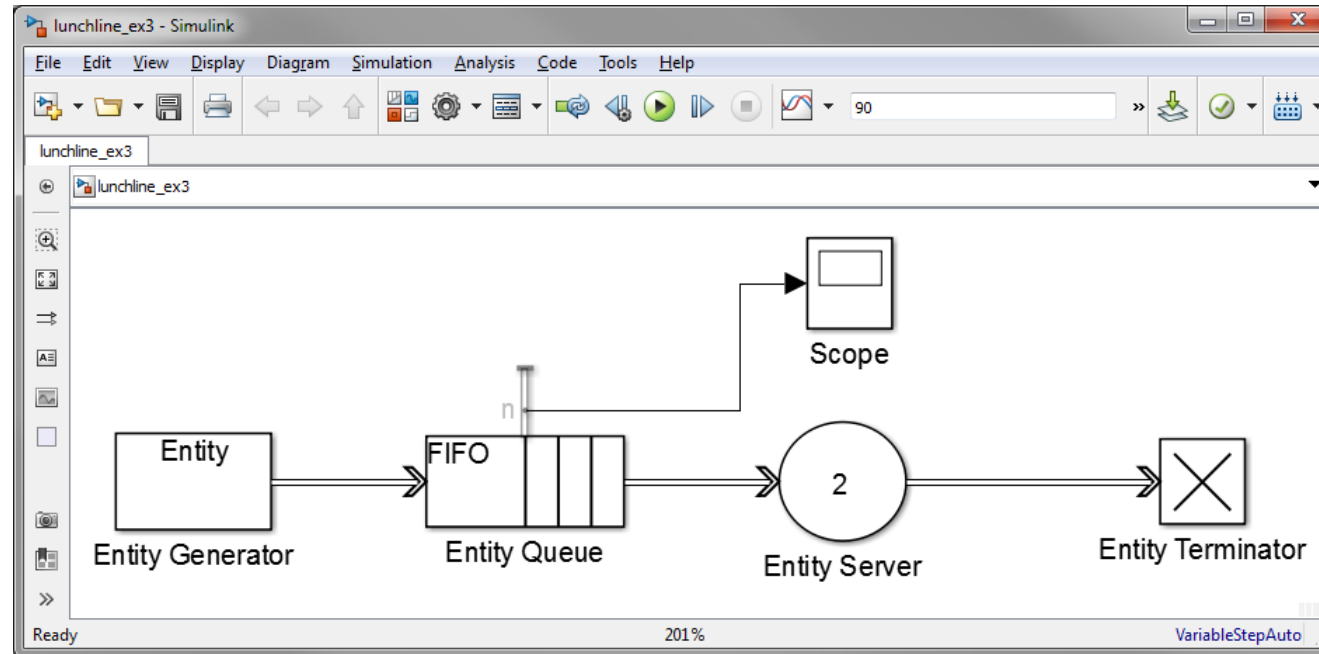 lunchline_ex3 - Simulink
File Edit View Display Diagram Simulation Analysis Code Tools Help
90 »
lunchline_ex3
lunchline_ex3
Scope
n
Entity
FIFO
2
Entity Generator
Entity Queue
Entity Server
Entity Terminator
Ready 201% VariableStepAuto